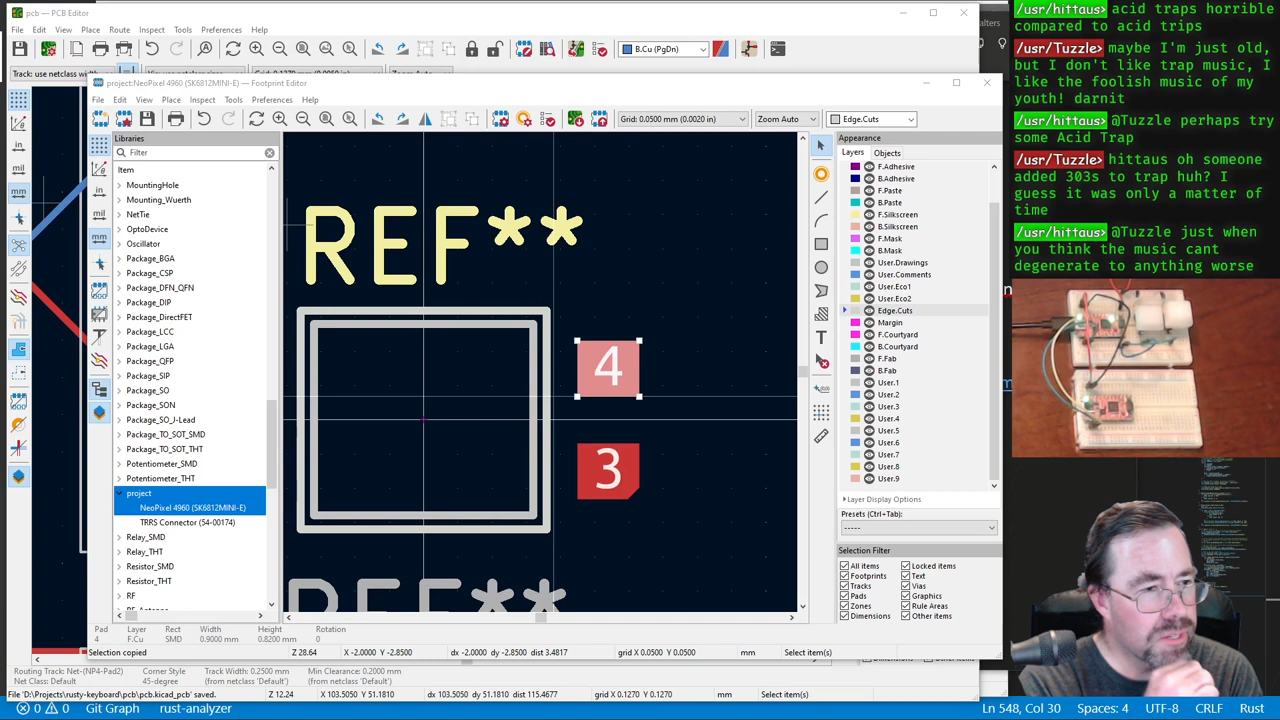 pcb — PCB Editor
File Edit View Place Route Inspect Tools Preferences Help
B.Cu (PgDn)
Track: use netclass width
project:NeoPixel 4960 (SK6812MINI-E) — Footprint Editor
File Edit View Place Inspect Tools Preferences Help
Grid: 0.0500 mm (0.0020 in)
Zoom Auto
Edge.Cuts
Libraries
Filter
Item
MountingHole
Mounting_Wuerth
NetTie
OptoDevice
Oscillator
Package_BGA
Package_CSP
Package_DFN_QFN
Package_DIP
Package_DirectFET
Package_LCC
Package_LGA
Package_QFP
Package_SIP
Package_SO
Package_SON
Package_SO_J-Lead
Package_TO_SOT_SMD
Package_TO_SOT_THT
Potentiometer_SMD
Potentiometer_THT
project
NeoPixel 4960 (SK6812MINI-E)
TRRS Connector (54-00174)
Relay_SMD
Relay_THT
Resistor_SMD
Resistor_THT
RF
in
mil
mm
in
mil
mm
REF**
4
3
REF**
Appearance
Layers Objects
F.Adhesive
B.Adhesive
F.Paste
B.Paste
F.Silkscreen
B.Silkscreen
F.Mask
B.Mask
User.Drawings
User.Comments
User.Eco1
User.Eco2
Edge.Cuts
Margin
F.Courtyard
B.Courtyard
F.Fab
B.Fab
User.1
User.2
User.3
User.4
User.5
User.6
User.7
User.8
User.9
Layer Display Options
Presets (Ctrl+Tab):
-----
Selection Filter
All items Locked items
Footprints Text
Tracks Vias
Pads Graphics
Zones Rule Areas
Dimensions Other items
Pad Layer Rect Width Height Rotation
4 F.Cu SMD 0.9000 mm 0.8200 mm 0
Selection copied Z 28.64 X -2.0000 Y -2.8500 dx -2.0000 dy -2.8500 dist 3.4817 grid X 0.0500 Y 0.0500 mm Select item(s)
Routing Track: Net-(NP4-Pad2) Corner Style Track Width: 0.2500 mm Min Clearance: 0.2000 mm
Net Class: Default 45-degree (from netclass 'Default') (from netclass 'Default')
File 'D:\Projects\rusty-keyboard\pcb\pcb.kicad_pcb' saved. Z 12.24 X 103.5050 Y 51.1810 dx 103.5050 dy 51.1810 dist 115.4677 grid X 0.1270 Y 0.1270 mm Select item(s)
0 0 Git Graph rust-analyzer Ln 548, Col 30 Spaces: 4 UTF-8 CRLF Rust
/usr/hittaus> acid traps horrible
compared to acid trips
/usr/Tuzzle> maybe I'm just old,
but I don't like trap music, I
like the foolish music of my
youth! darnit
/usr/hittaus> @Tuzzle perhaps try
some Acid Trap
/usr/Tuzzle> hittaus oh someone
added 303s to trap huh? I
guess it was only a matter of
time
/usr/hittaus> @Tuzzle just when
you think the music cant
degenerate to anything worse